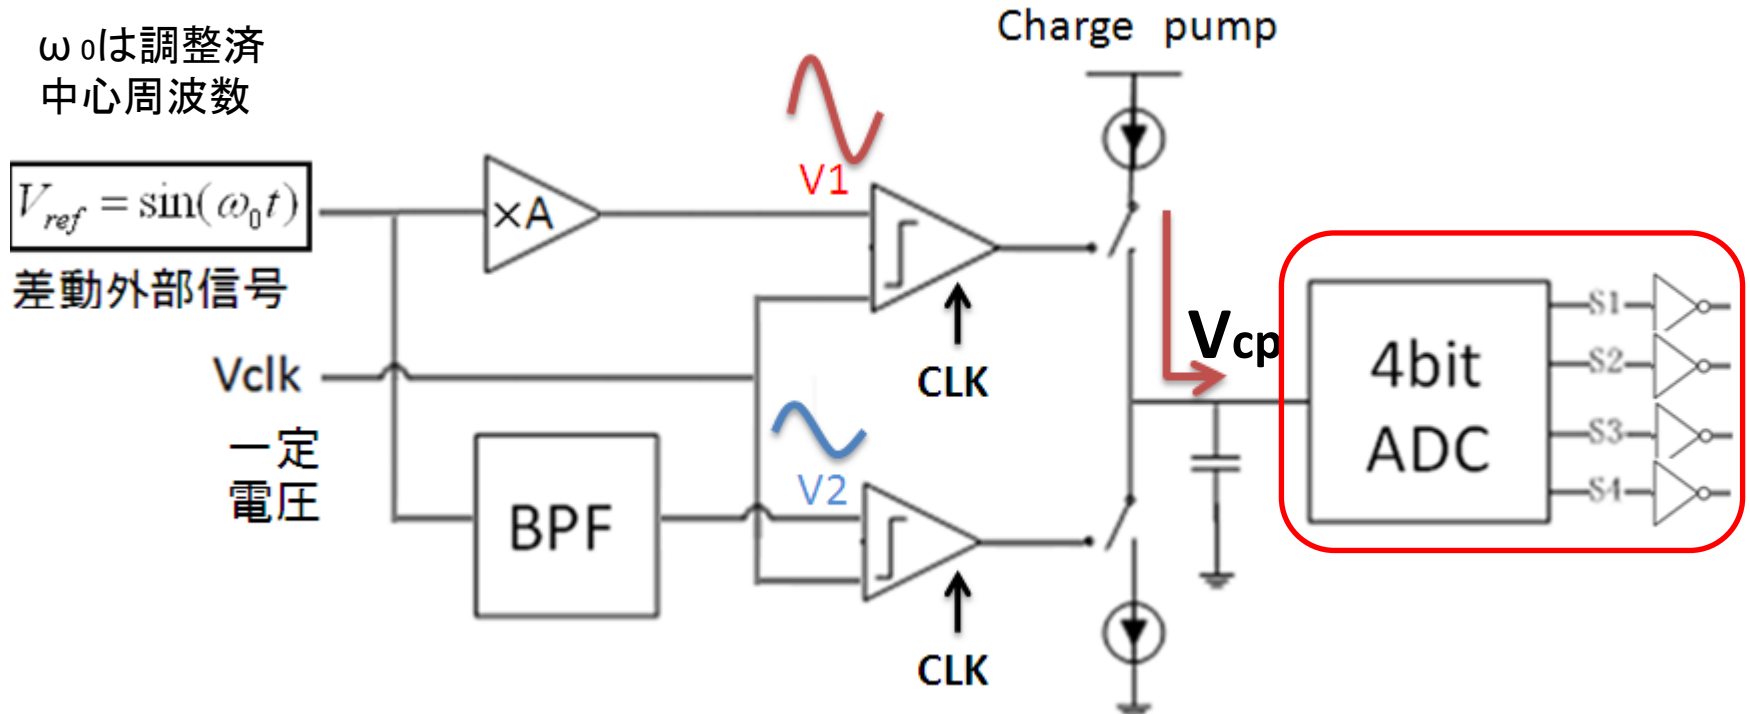 ω0は調整済
中心周波数
Charge pump
Vref = sin(ω0t)
差動外部信号
×A
V1
CLK
Vcp
Vclk
一定
電圧
BPF
V2
CLK
4bit
ADC
S1
S2
S3
S4